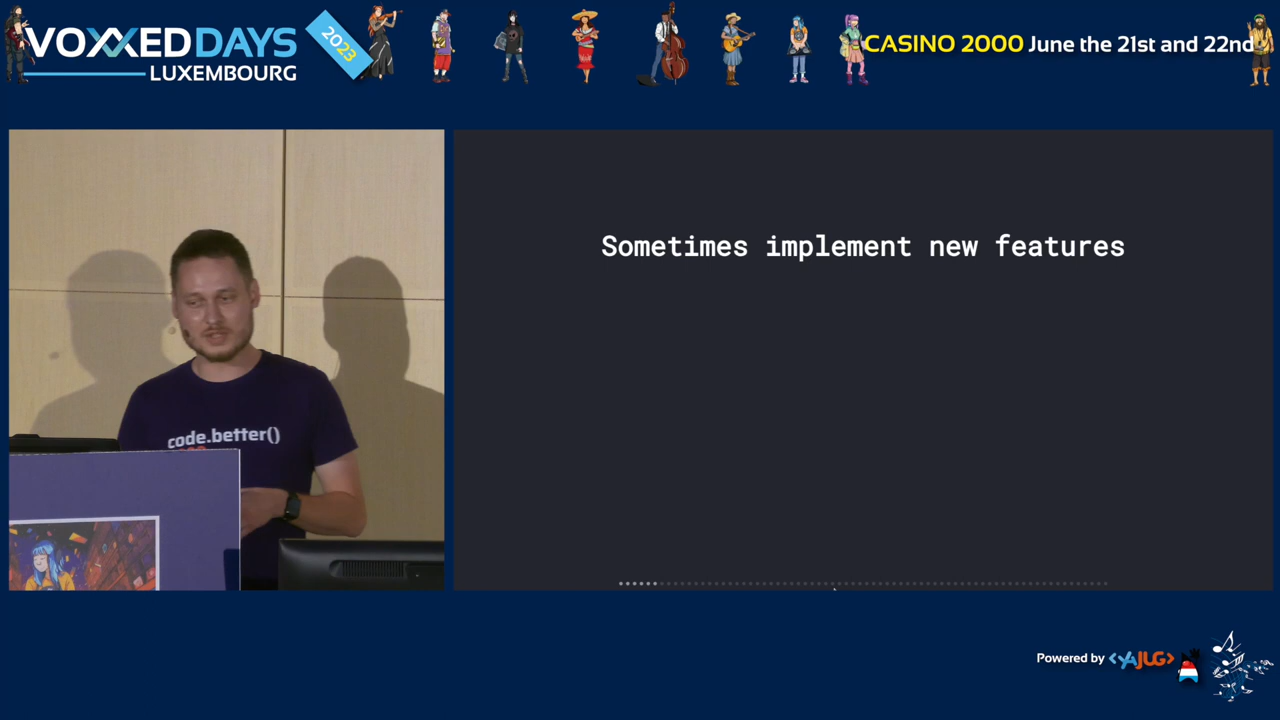 VOXXED DAYS
LUXEMBOURG
2023
CASINO 2000 June the 21st and 22nd
Sometimes implement new features
code.better()
Powered by <YAJUG>